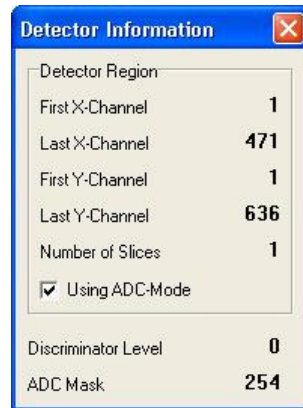 Detector Information
Detector Region
First X-Channel 1
Last X-Channel 471
First Y-Channel 1
Last Y-Channel 636
Number of Slices 1
Using ADC-Mode
Discriminator Level 0
ADC Mask 254